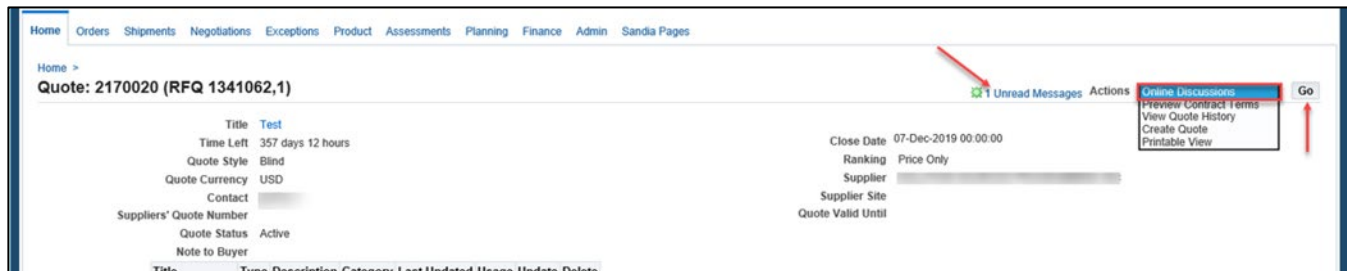 Home Orders Shipments Negotiations Exceptions Product Assessments Planning Finance Admin Sandia Pages
Home >
Quote: 2170020 (RFQ 1341062,1)
1 Unread Messages Actions Online Discussions Go
Preview Contract Terms
View Quote History
Create Quote
Printable View
Title Test
Time Left 357 days 12 hours
Close Date 07-Dec-2019 00:00:00
Quote Style Blind
Ranking Price Only
Quote Currency USD
Supplier
Contact
Supplier Site
Suppliers' Quote Number
Quote Valid Until
Quote Status Active
Note to Buyer
Title Type Description Category Last Updated Usage Update Delete